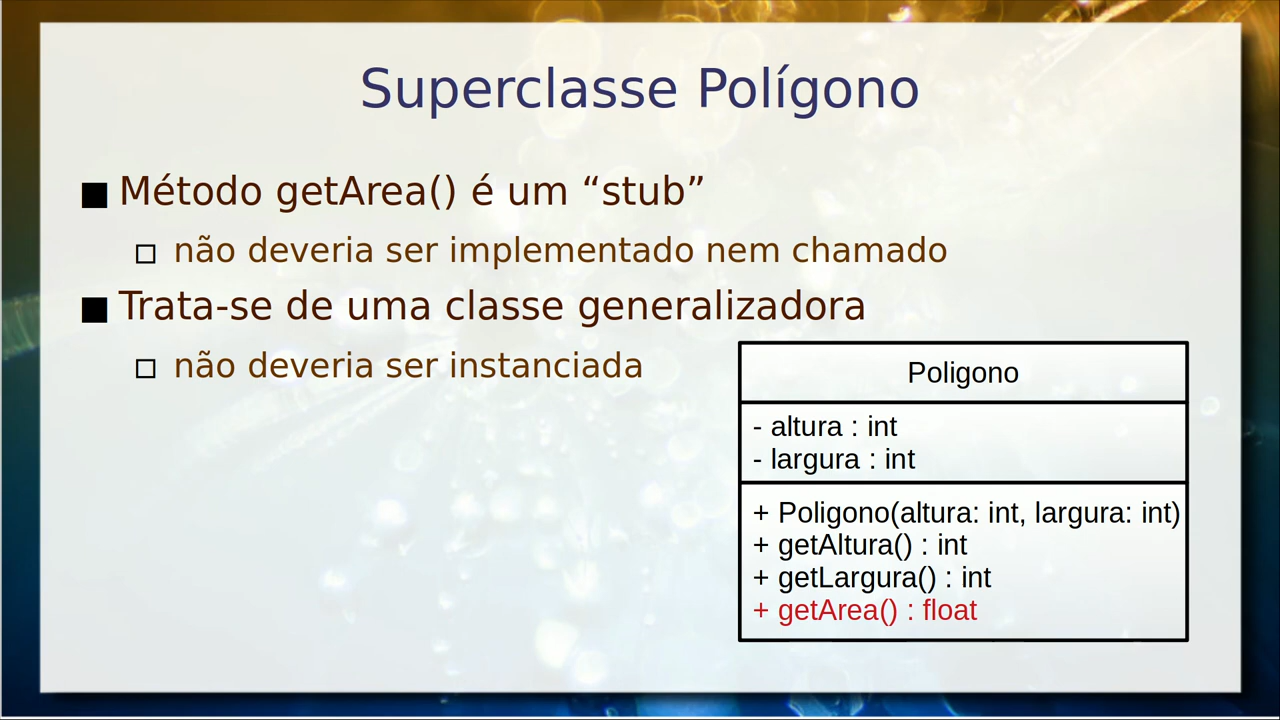 Superclasse Polígono
■ Método getArea() é um “stub”
□ não deveria ser implementado nem chamado
■ Trata-se de uma classe generalizadora
□ não deveria ser instanciada
Poligono
- altura : int
- largura : int
+ Poligono(altura: int, largura: int)
+ getAltura() : int
+ getLargura() : int
+ getArea() : float